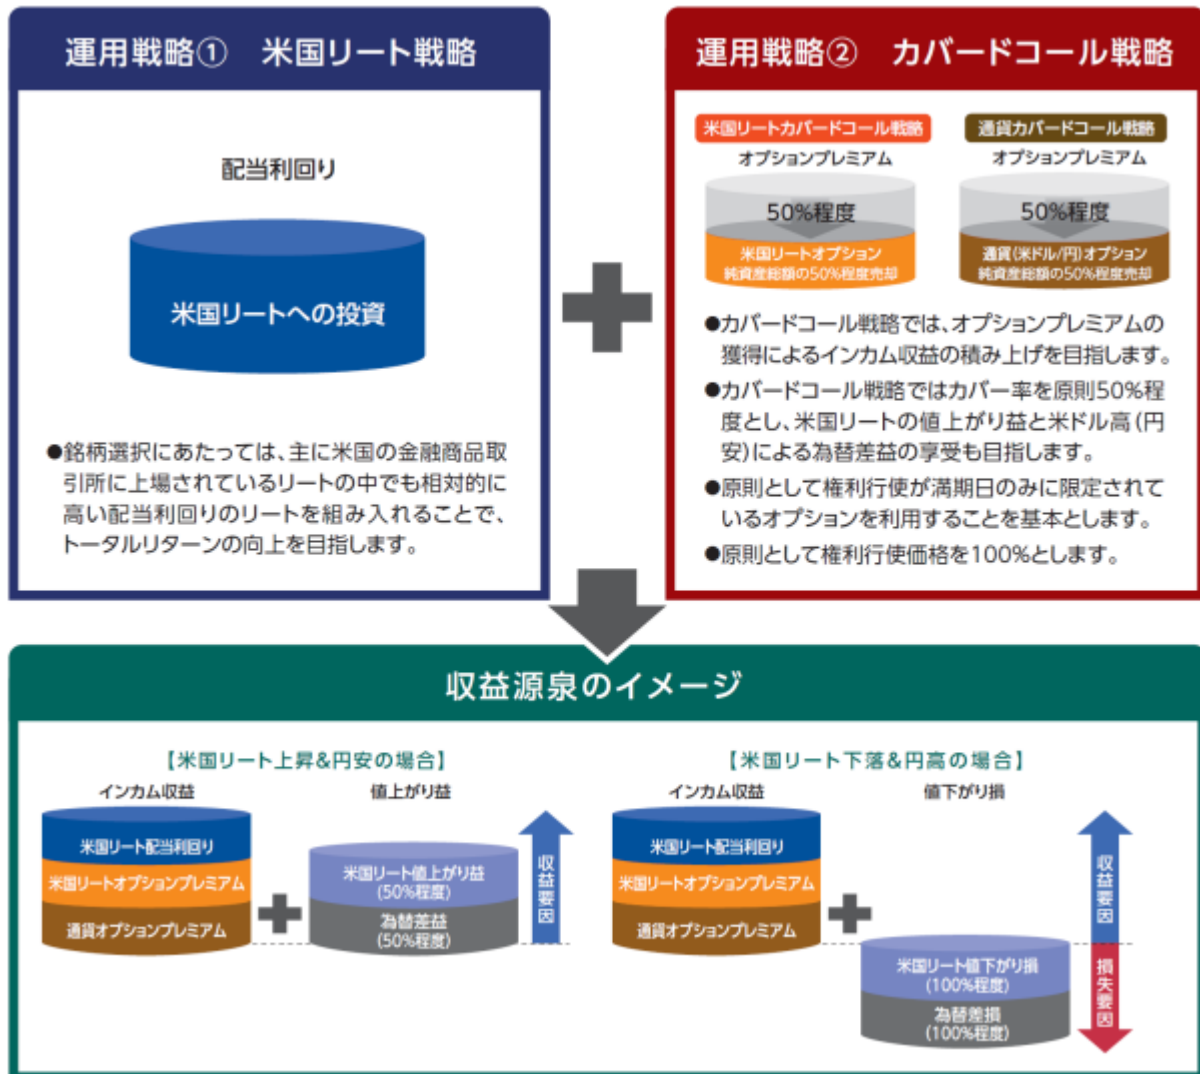 運用戦略① 米国リート戦略
配当利回り
米国リートへの投資
●銘柄選択にあたっては、主に米国の金融商品取
引所に上場されているリートの中でも相対的に
高い配当利回りのリートを組み入れることで、
トータルリターンの向上を目指します。
運用戦略② カバードコール戦略
米国リートカバードコール戦略
オプションプレミアム
50%程度
米国リートオプション
純資産総額の50%程度売却
通貨カバードコール戦略
オプションプレミアム
50%程度
通貨(米ドル/円)オプション
純資産総額の50%程度売却
●カバードコール戦略では、オプションプレミアムの
獲得によるインカム収益の積み上げを目指します。
●カバードコール戦略ではカバー率を原則50%程
度とし、米国リートの値上がり益と米ドル高(円
安)による為替差益の享受も目指します。
●原則として権利行使が満期日のみに限定されて
いるオプションを利用することを基本とします。
●原則として権利行使価格を100%とします。
収益源泉のイメージ
【米国リート上昇&円安の場合】
インカム収益
米国リート配当利回り
米国リートオプションプレミアム
通貨オプションプレミアム
値上がり益
米国リート値上がり益
(50%程度)
為替差益
(50%程度)
収益要因
【米国リート下落&円高の場合】
インカム収益
米国リート配当利回り
米国リートオプションプレミアム
通貨オプションプレミアム
値下がり損
米国リート値下がり損
(100%程度)
為替差損
(100%程度)
収益要因
損失要因